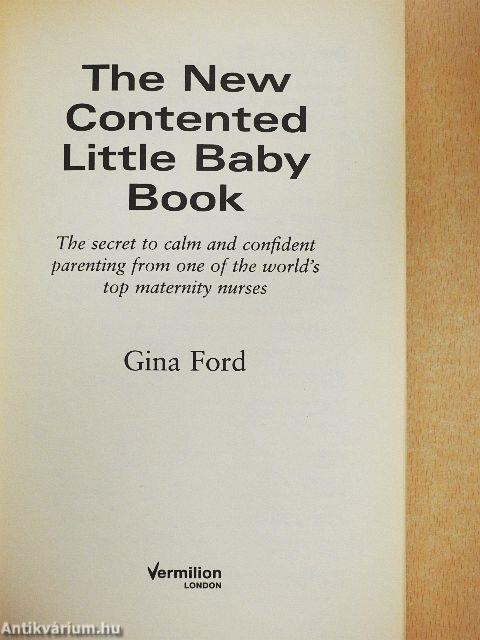 The New
Contented
Little Baby
Book
The secret to calm and confident
parenting from one of the world's
top maternity nurses
Gina Ford
Vermilion
LONDON
Antikvárium.hu